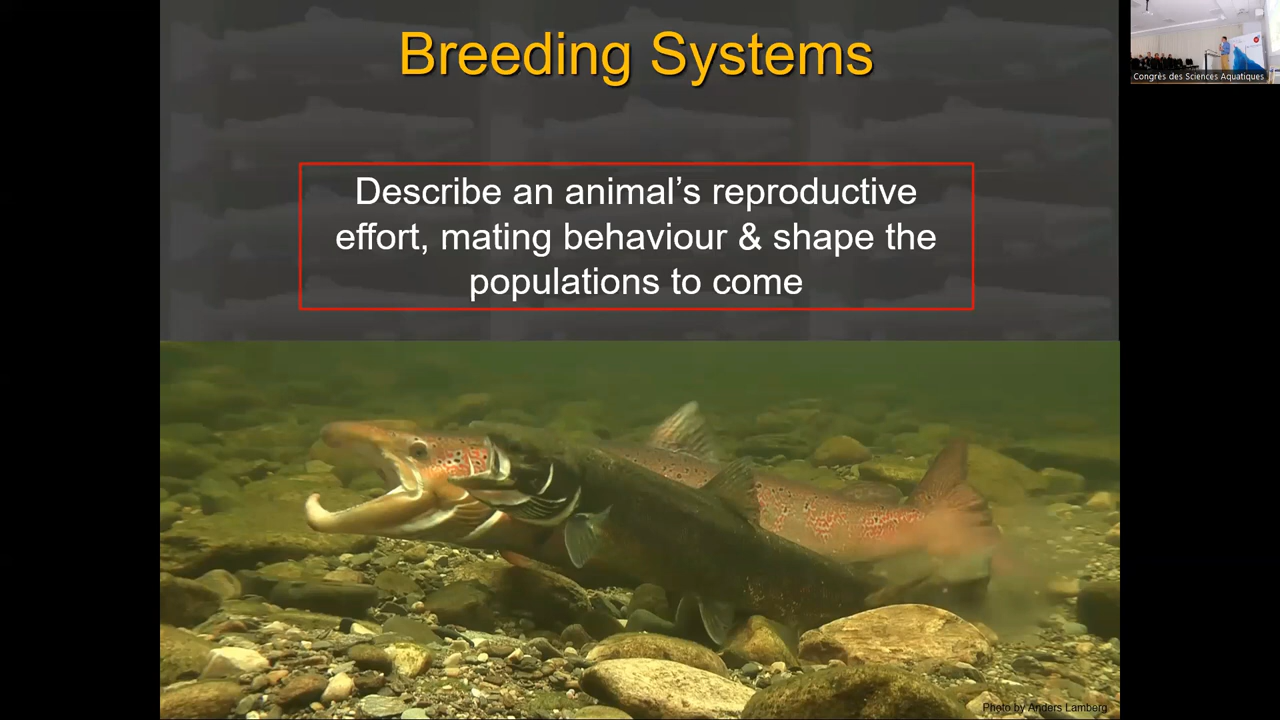 Breeding Systems
Describe an animal’s reproductive
effort, mating behaviour & shape the
populations to come
Photo by Anders Lamberg
Congrès des Sciences Aquatiques